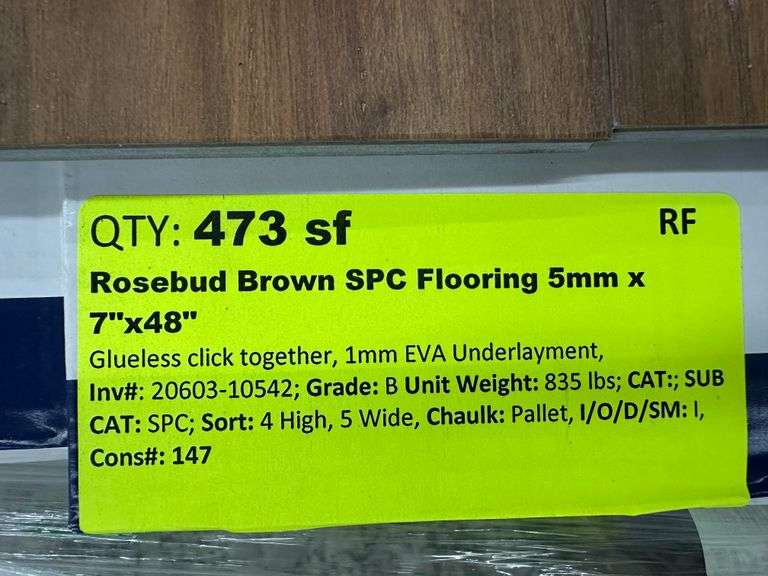 QTY: 473 sf RF
Rosebud Brown SPC Flooring 5mm x
7"x48"
Glueless click together, 1mm EVA Underlayment,
Inv#: 20603-10542; Grade: B Unit Weight: 835 lbs; CAT:; SUB
CAT: SPC; Sort: 4 High, 5 Wide, Chaulk: Pallet, I/O/D/SM: I,
Cons#: 147